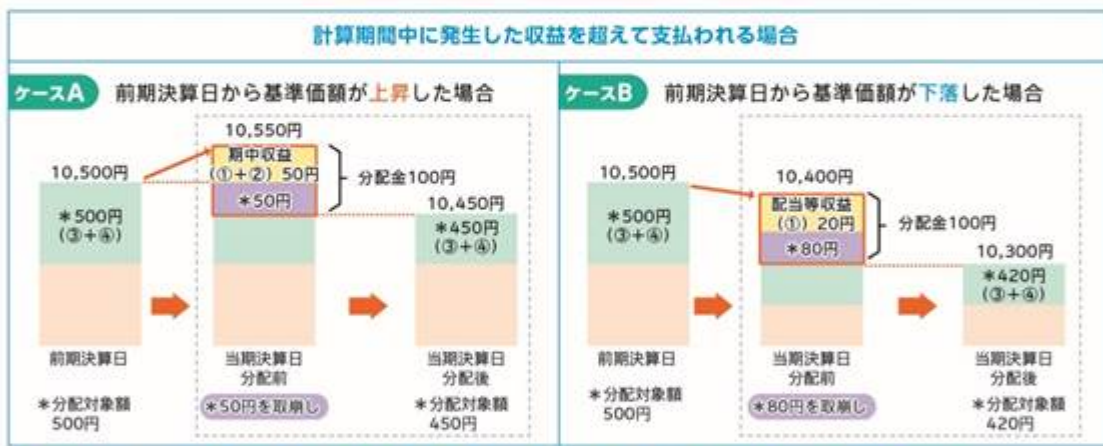 計算期間中に発生した収益を超えて支払われる場合
ケースA 前期決算日から基準価額が上昇した場合
10,550円
10,500円
期中収益
(①+②) 50円
*50円
分配金100円
*500円
(③+④)
10,450円
*450円
(③+④)
前期決算日
当期決算日
分配前
当期決算日
分配後
*分配対象額
500円
*50円を取崩し
*分配対象額
450円
ケースB 前期決算日から基準価額が下落した場合
10,500円
10,400円
*500円
(③+④)
配当等収益
(①) 20円
*80円
分配金100円
10,300円
*420円
(③+④)
前期決算日
当期決算日
分配前
当期決算日
分配後
*分配対象額
500円
*80円を取崩し
*分配対象額
420円